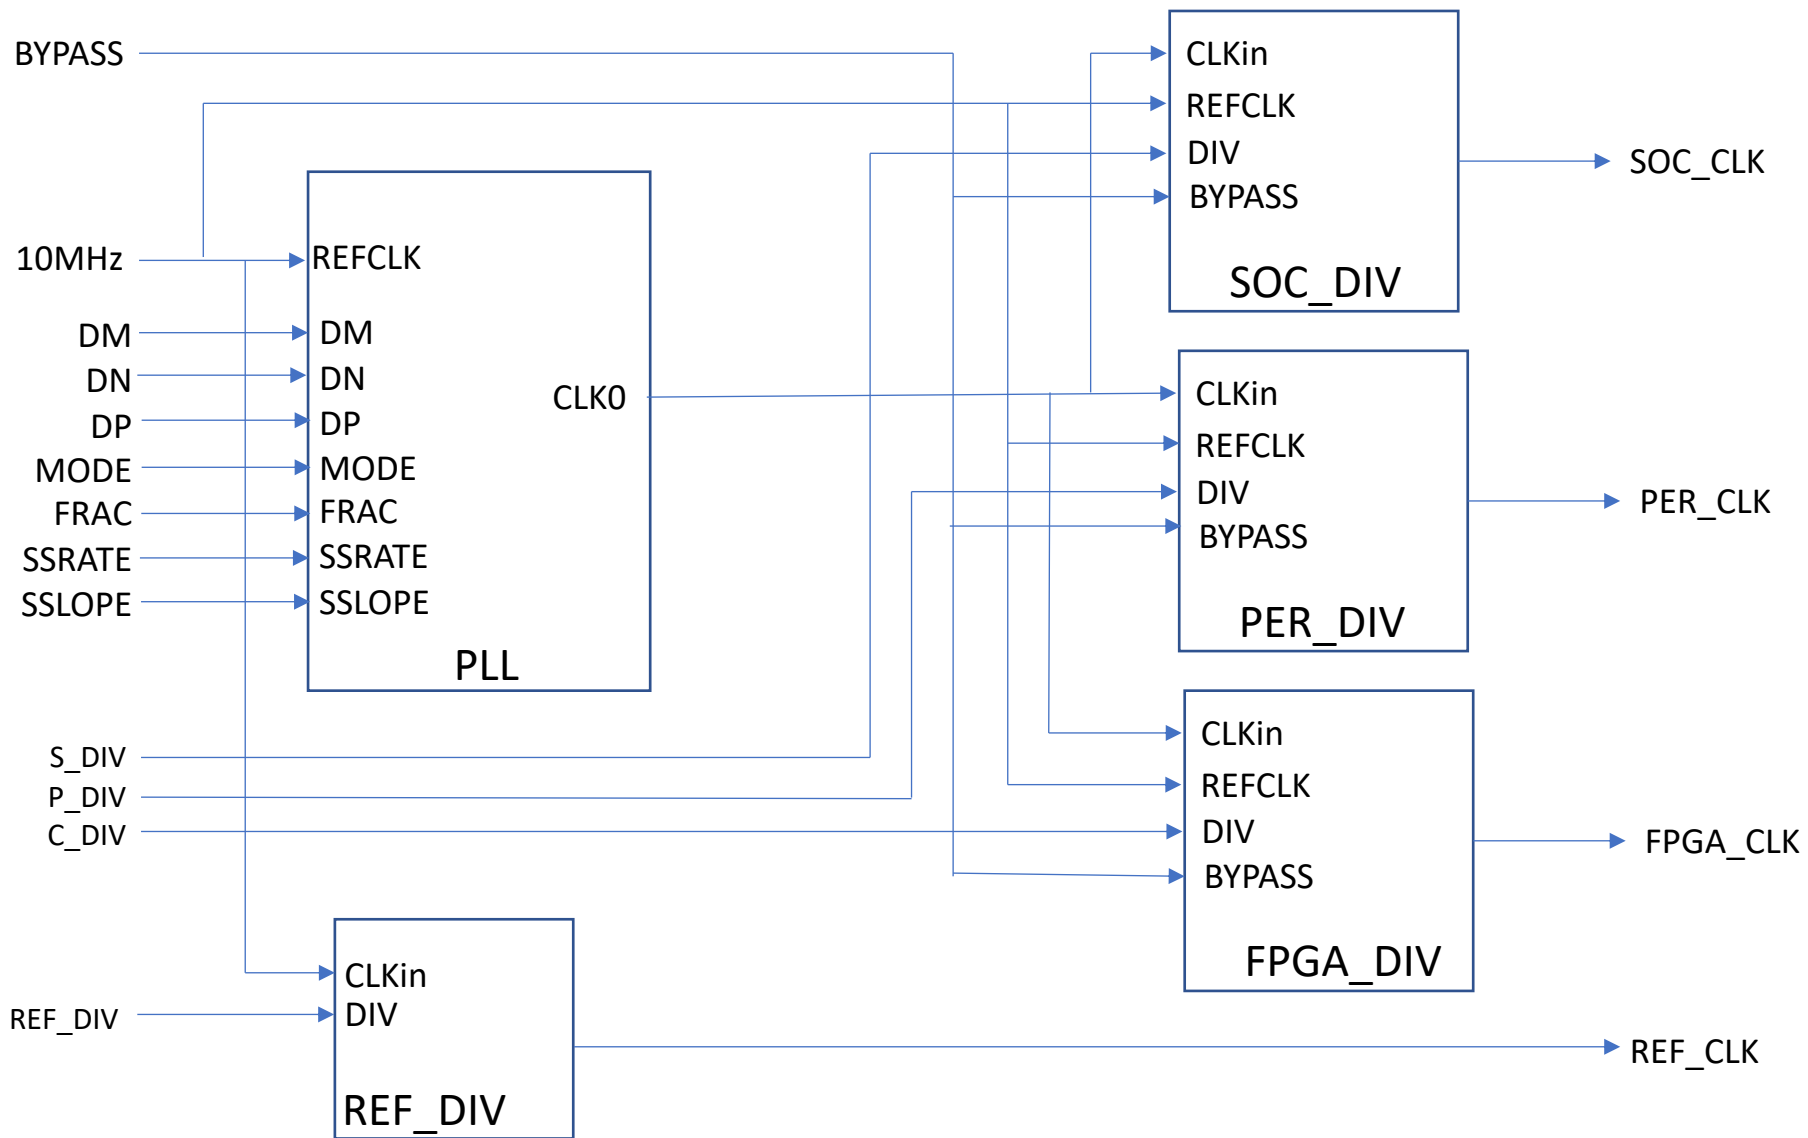 BYPASS
10MHz
DM
DN
DP
MODE
FRAC
SSRATE
SSLOPE
REFCLK
DM
DN
DP
MODE
FRAC
SSRATE
SSLOPE
CLK0
PLL
S_DIV
P_DIV
C_DIV
REF_DIV
CLKin
DIV
REF_DIV
CLKin
REFCLK
DIV
BYPASS
SOC_DIV
SOC_CLK
CLKin
REFCLK
DIV
BYPASS
PER_DIV
PER_CLK
CLKin
REFCLK
DIV
BYPASS
FPGA_DIV
FPGA_CLK
REF_CLK